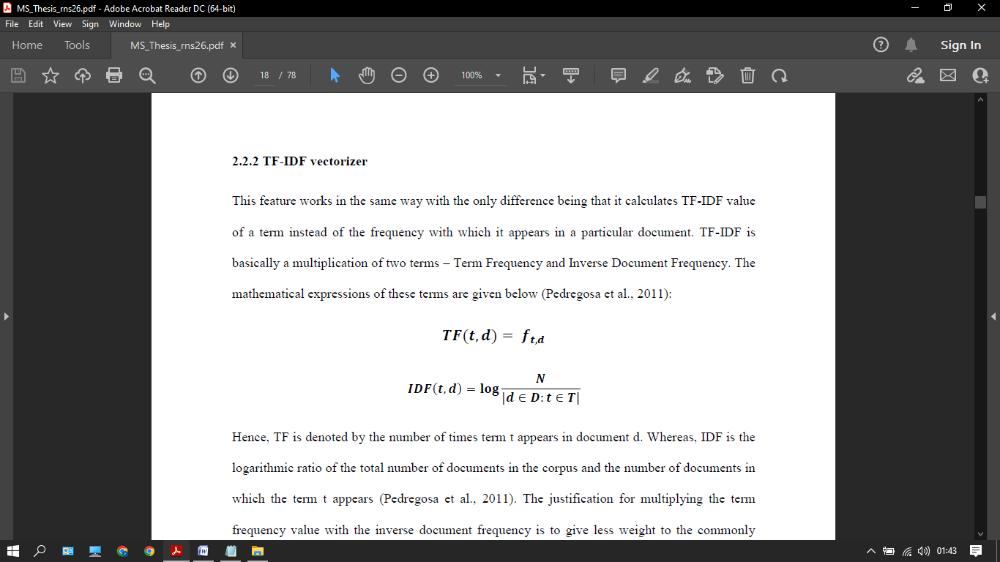 MS_Thesis_rns26.pdf - Adobe Acrobat Reader DC (64-bit)
File Edit View Sign Window Help
Home Tools MS_Thesis_rns26.pdf × Sign In
18 / 78 100%
2.2.2 TF-IDF vectorizer
This feature works in the same way with the only difference being that it calculates TF-IDF value
of a term instead of the frequency with which it appears in a particular document. TF-IDF is
basically a multiplication of two terms – Term Frequency and Inverse Document Frequency. The
mathematical expressions of these terms are given below (Pedregosa et al., 2011):
TF(t, d) = f t,d
IDF(t, d) = log N
|d ∈ D: t ∈ T|
Hence, TF is denoted by the number of times term t appears in document d. Whereas, IDF is the
logarithmic ratio of the total number of documents in the corpus and the number of documents in
which the term t appears (Pedregosa et al., 2011). The justification for multiplying the term
frequency value with the inverse document frequency is to give less weight to the commonly
01:43